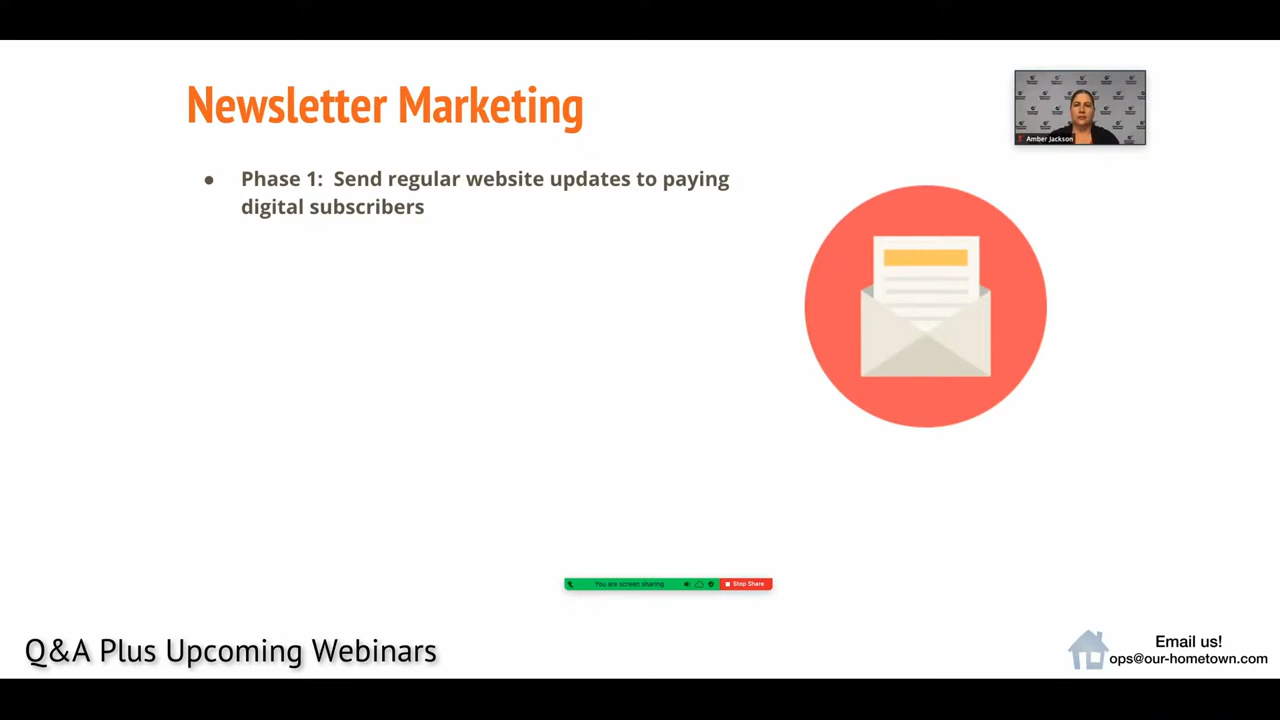 Newsletter Marketing
Amber Jackson
● Phase 1: Send regular website updates to paying
digital subscribers
You are screen sharing
Stop Share
Q&A Plus Upcoming Webinars
Email us!
ops@our-hometown.com